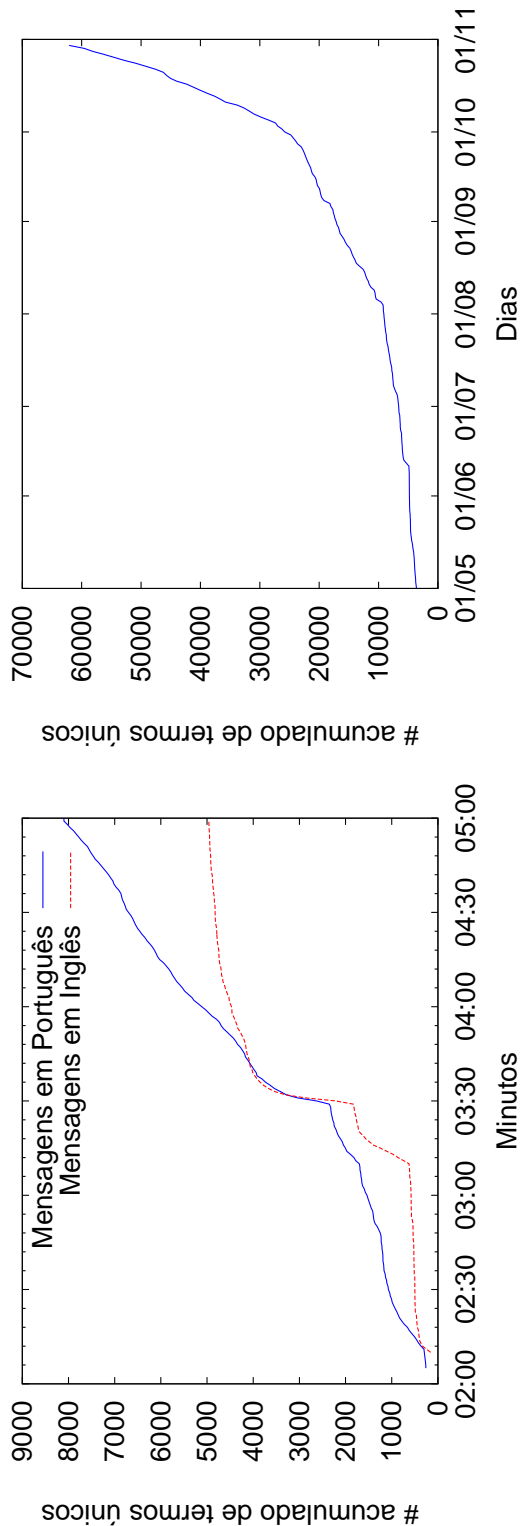 # acumulado de termos únicos
9000
8000
7000
6000
5000
4000
3000
2000
1000
0
Mensagens em Português
Mensagens em Inglês
02:00 02:30 03:00 03:30 04:00 04:30 05:00
Minutos
# acumulado de termos únicos
70000
60000
50000
40000
30000
20000
10000
0
01/05 01/06 01/07 01/08 01/09 01/10 01/11
Dias